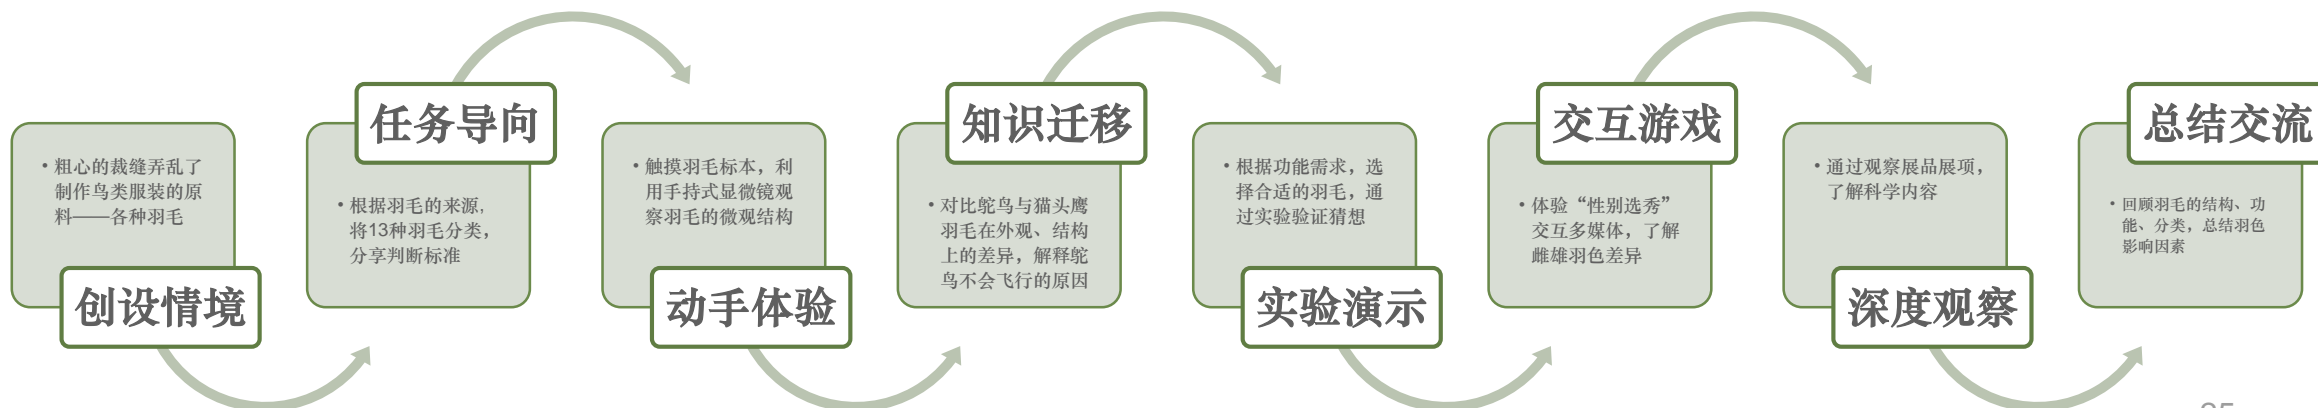 • 粗心的裁缝弄乱了
制作鸟类服装的原
料——各种羽毛
创设情境
任务导向
• 根据羽毛的来源,
将13种羽毛分类，
分享判断标准
• 触摸羽毛标本，利
用手持式显微镜观
察羽毛的微观结构
动手体验
知识迁移
• 对比鸵鸟与猫头鹰
羽毛在外观、结构
上的差异，解释鸵
鸟不会飞行的原因
• 根据功能需求，选
择合适的羽毛，通
过实验验证猜想
实验演示
交互游戏
• 体验“性别选秀”
交互多媒体，了解
雌雄羽色差异
• 通过观察展品展项，
了解科学内容
深度观察
总结交流
• 回顾羽毛的结构、功
能、分类，总结羽色
影响因素